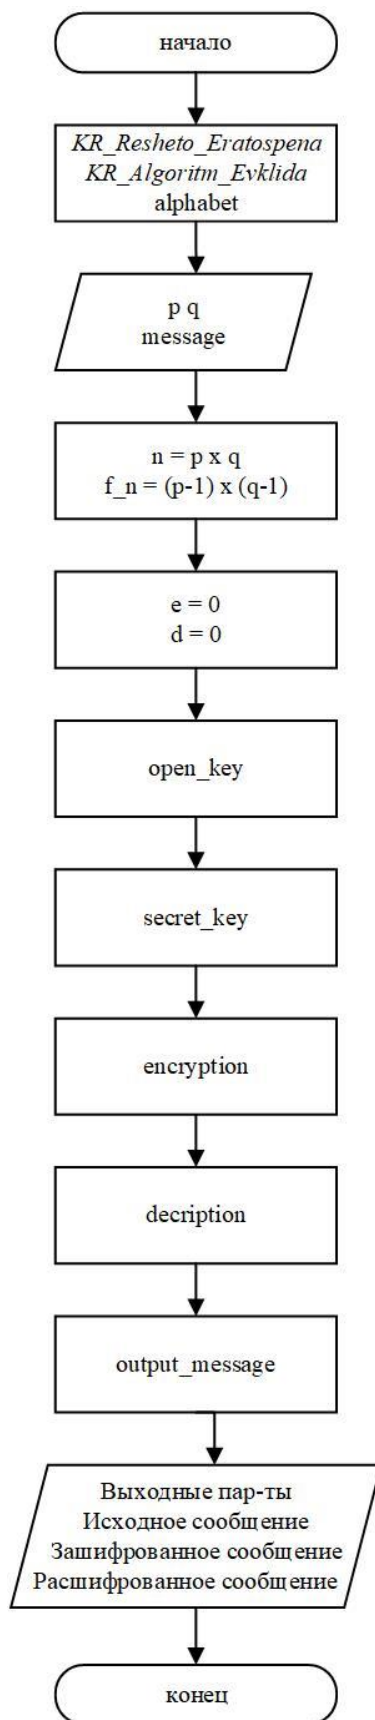 начало
KR_Resheto_Eratospena
KR_Algoritm_Evklida
alphabet
p q
message
n = p x q
f_n = (p-1) x (q-1)
e = 0
d = 0
open_key
secret_key
encryption
decription
output_message
Выходные пар-ты
Исходное сообщение
Зашифрованное сообщение
Расшифрованное сообщение
конец